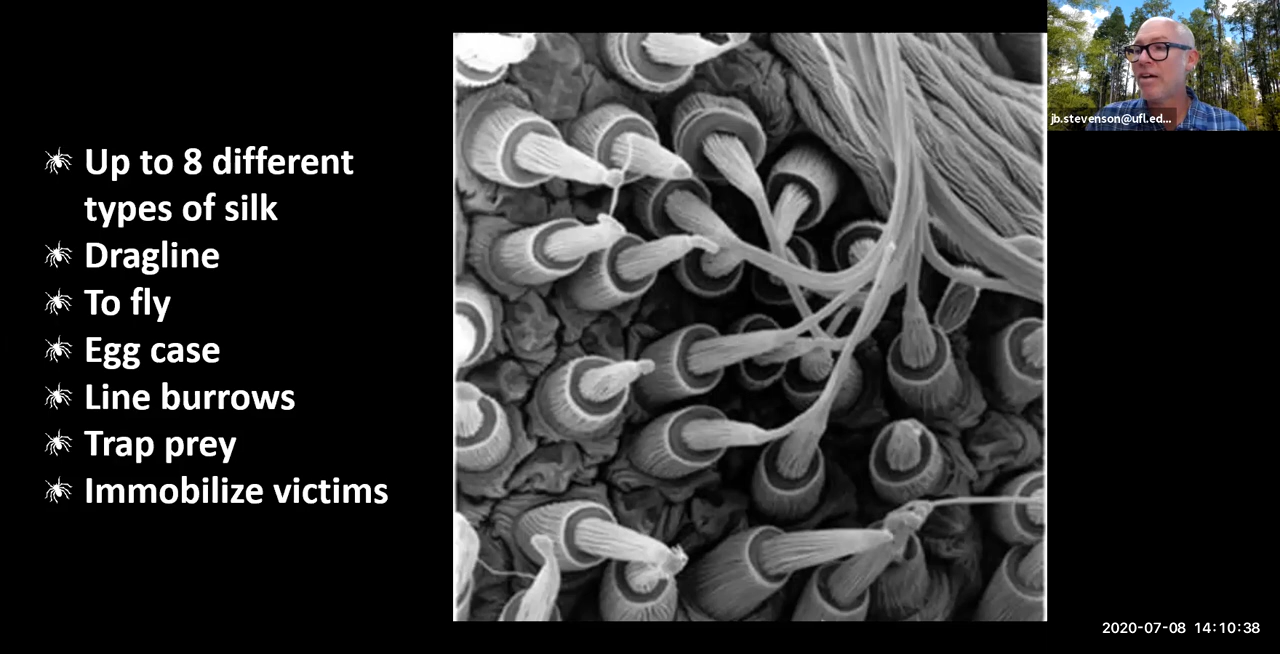 Up to 8 different
types of silk
Dragline
To fly
Egg case
Line burrows
Trap prey
Immobilize victims
jb.stevenson@ufl.ed...
2020-07-08 14:10:38